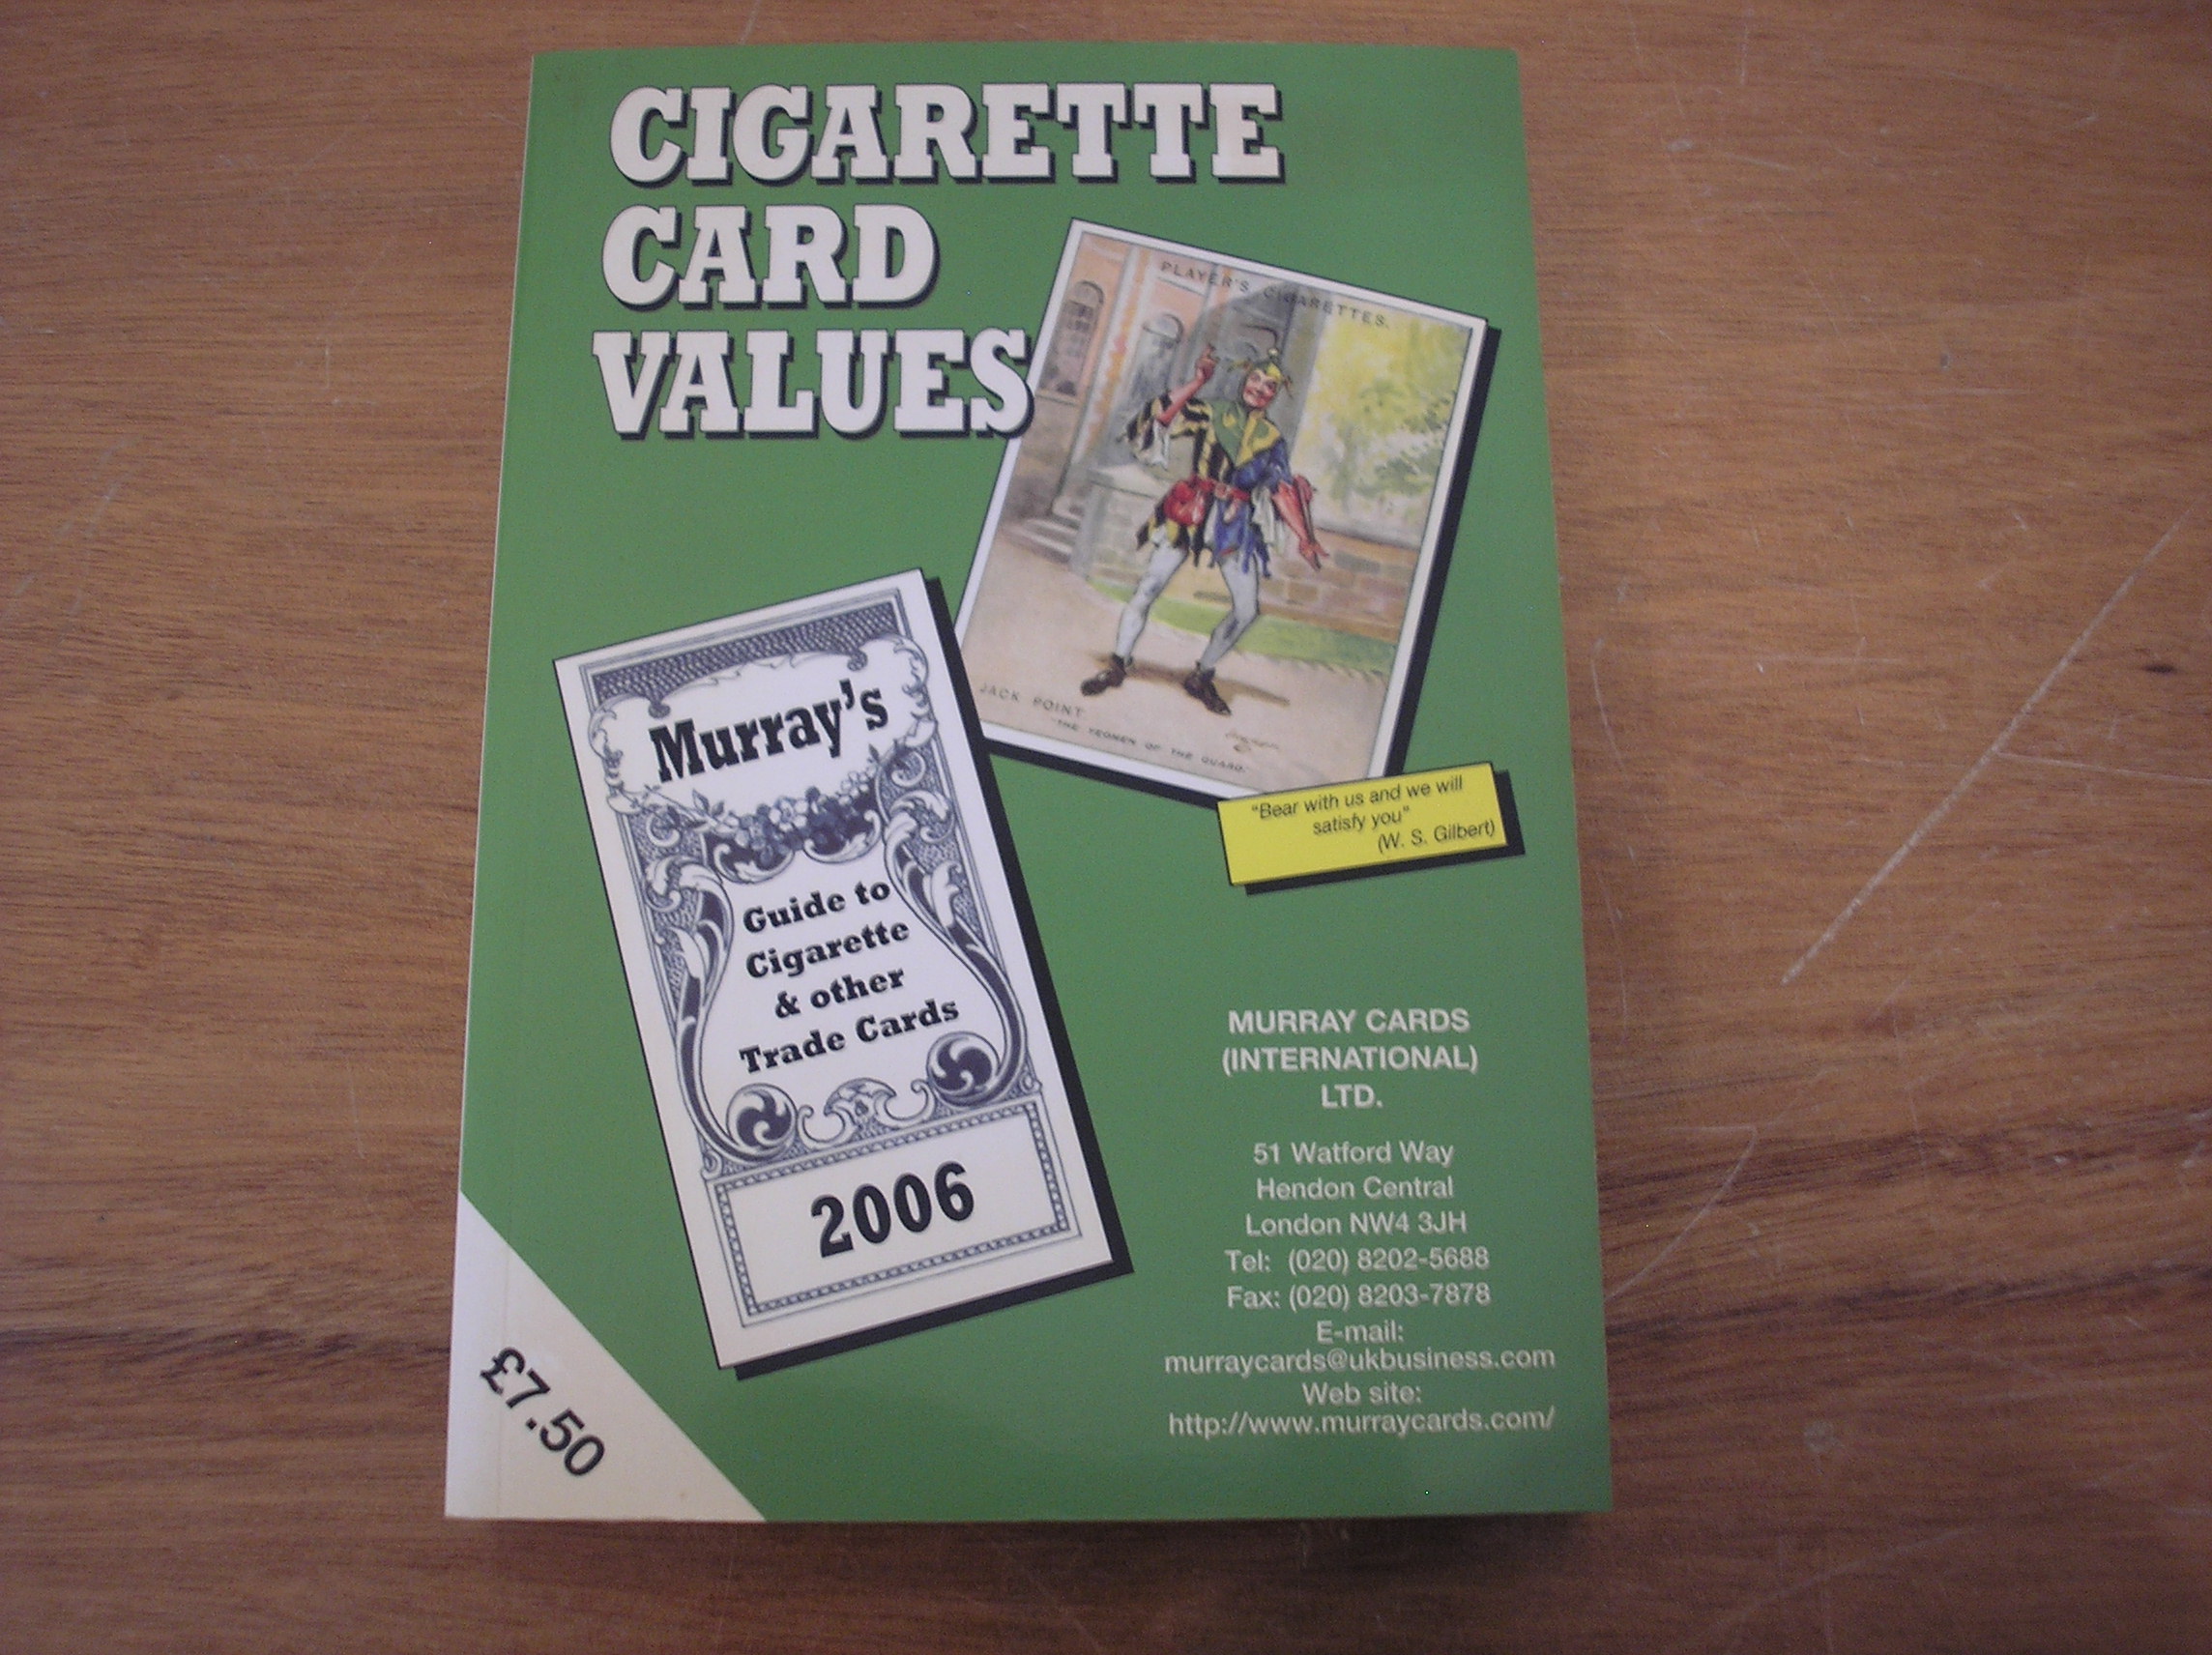 CIGARETTE
CARD
VALUES
PLAYER'S CIGARETTES.
JACK POINT
"THE YEOMEN OF THE GUARD."
"Bear with us and we will
satisfy you"
(W. S. Gilbert)
Murray's
Guide to
Cigarette
& other
Trade Cards
2006
MURRAY CARDS
(INTERNATIONAL)
LTD.
51 Watford Way
Hendon Central
London NW4 3JH
Tel: (020) 8202-5688
Fax: (020) 8203-7878
E-mail:
murraycards@ukbusiness.com
Web site:
http://www.murraycards.com/
£7.50